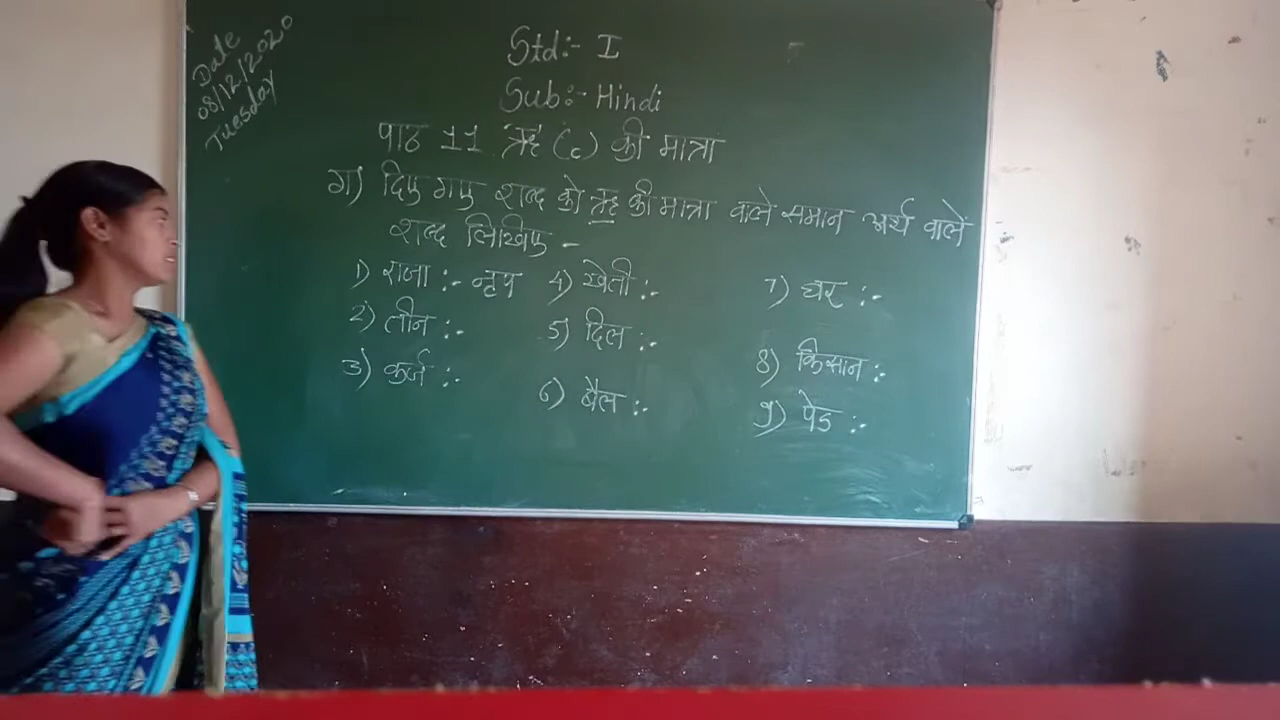 Date
08/12/2020
Tuesday
Std:- I
Sub:- Hindi
पाठ 11 ऋ (ृ) की मात्रा
ग) दिए गए शब्द को ऋ की मात्रा वाले समान अर्थ वालें
शब्द लिखिए -
1) राजा :- नृप
2) तीन :-
3) कर्ज :-
4) खेती :-
5) दिल :-
6) बैल :-
7) घर :-
8) किसान :-
9) पेड :-